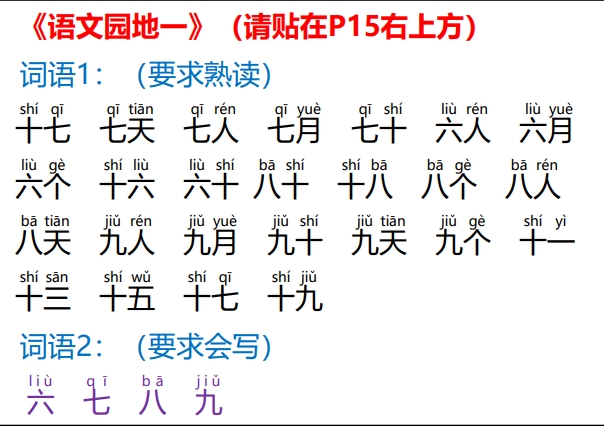 《语文园地一》（请贴在P15右上方）
词语1：（要求熟读）
shí qī qī tiān qī rén qī yuè qī shí liù rén liù yuè
十七 七天 七人 七月 七十 六人 六月
liù gè shí liù liù shí bā shí shí bā bā gè bā rén
六个 十六 六十 八十 十八 八个 八人
bā tiān jiǔ rén jiǔ yuè jiǔ shí jiǔ tiān jiǔ gè shí yì
八天 九人 九月 九十 九天 九个 十一
shí sān shí wǔ shí qī shí jiǔ
十三 十五 十七 十九
词语2：（要求会写）
liù qī bā jiǔ
六 七 八 九